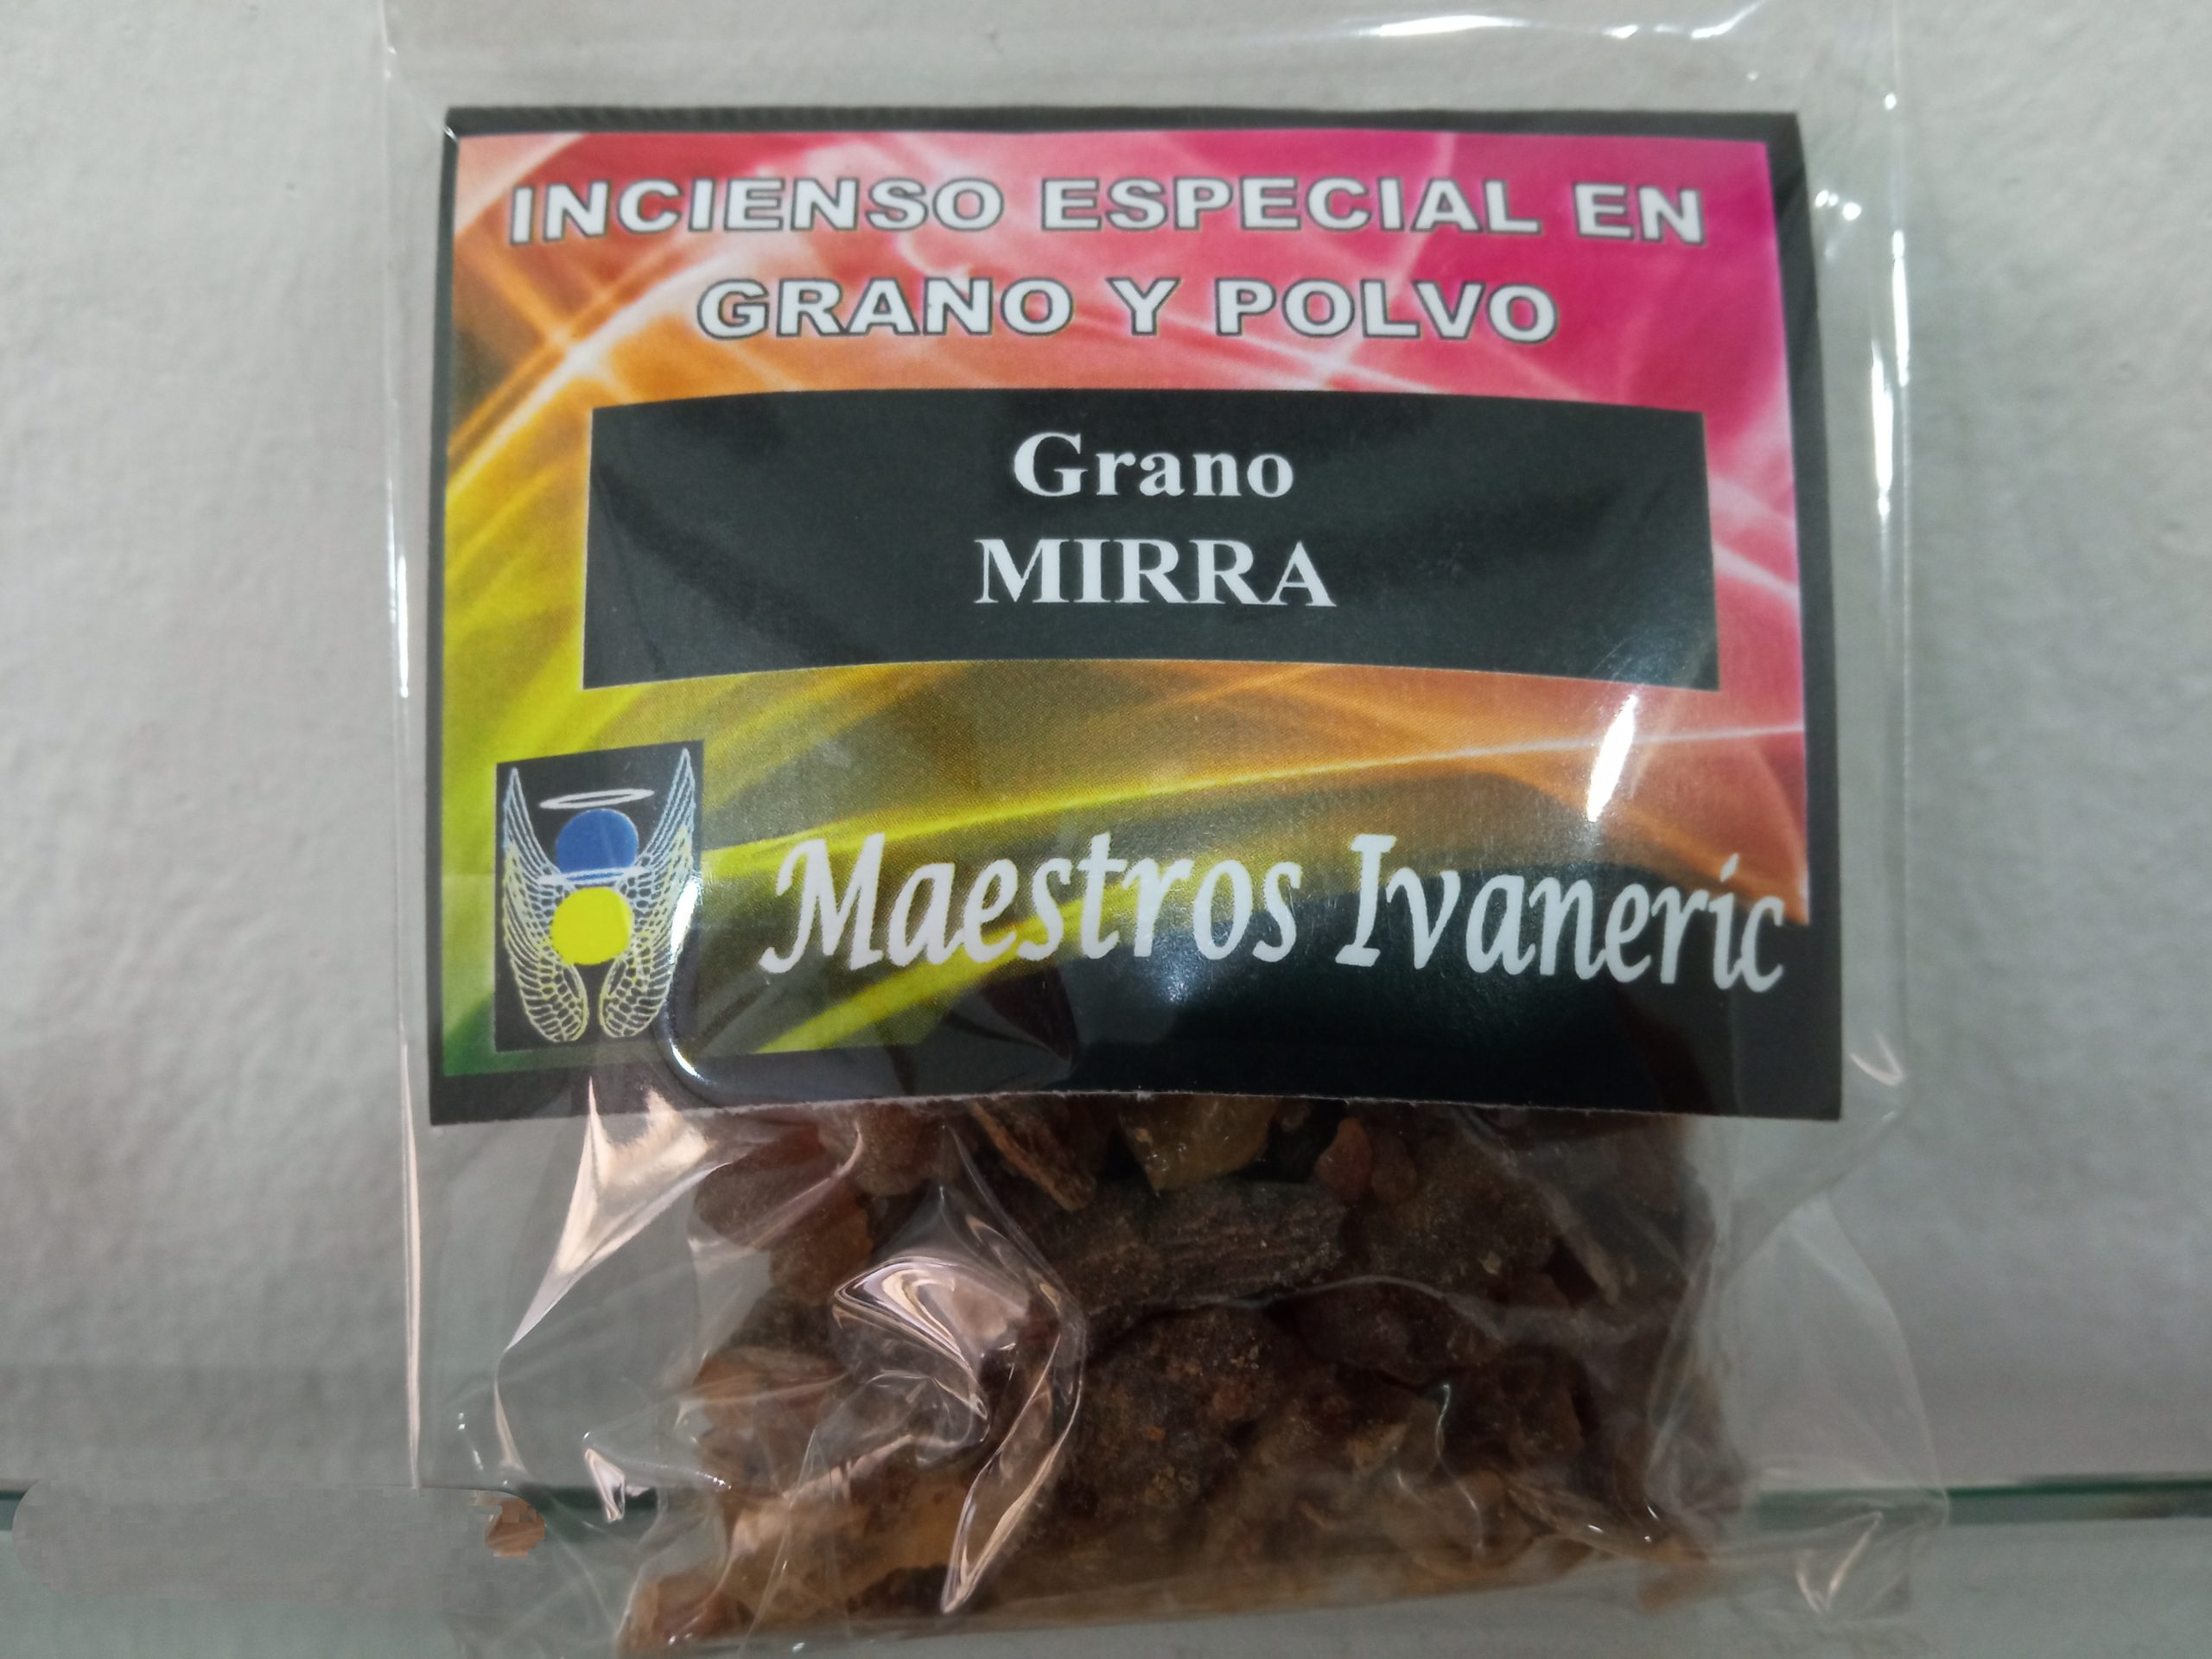 INCIENSO ESPECIAL EN
GRANO Y POLVO
Grano
MIRRA
Maestros Ivaneric